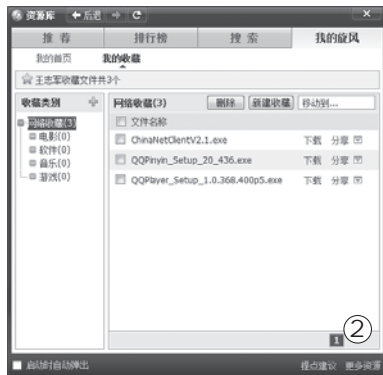 资源库 后退
推荐 排行榜 搜索 我的旋风
我的首页 我的收藏
王志军收藏文件共3个
收藏类别
网络收藏(3)
电影(0)
软件(0)
音乐(0)
游戏(0)
网络收藏(3) 删除 新建收藏 移动到...
文件名称
ChinaNetClientV2.1.exe 下载 分享
QQPinyin_Setup_20_436.exe 下载 分享
QQPlayer_Setup_1.0.368.400p5.exe 下载 分享
1
②
启动时自动弹出 提点建议 更多资源